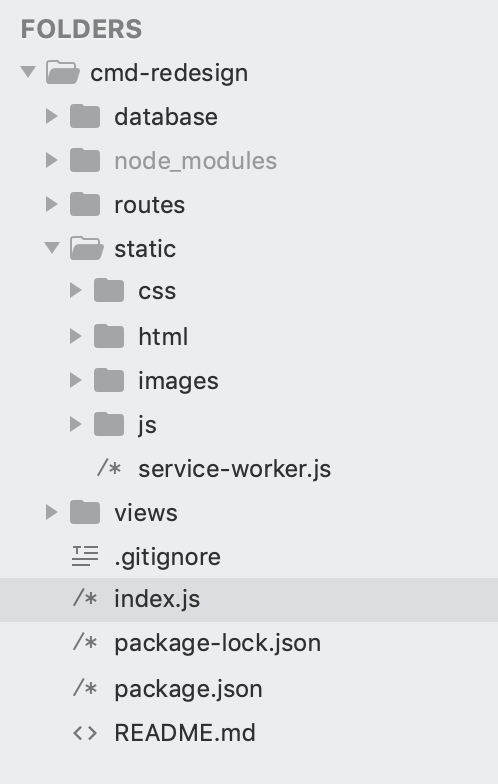 FOLDERS
cmd-redesign
database
node_modules
routes
static
css
html
images
js
service-worker.js
views
.gitignore
index.js
package-lock.json
package.json
README.md